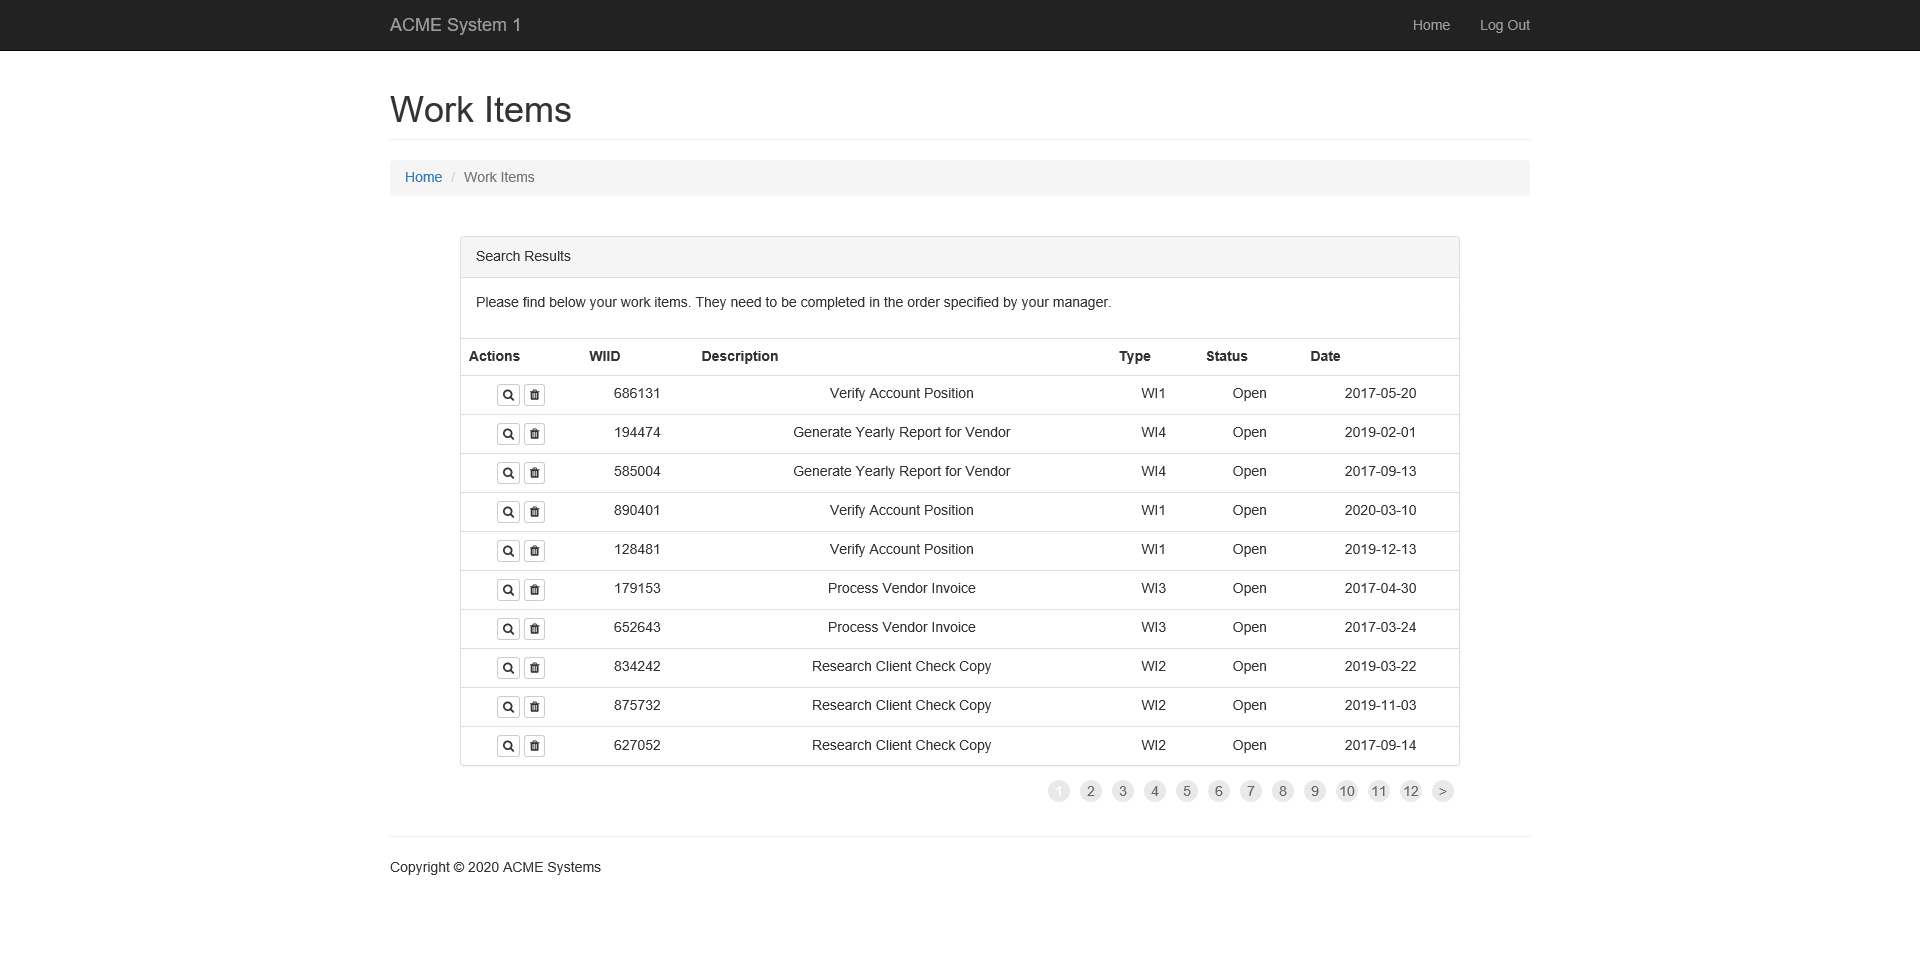 ACME System 1 Home Log Out
Work Items
Home / Work Items
Search Results
Please find below your work items. They need to be completed in the order specified by your manager.
Actions WIID Description Type Status Date
686131 Verify Account Position WI1 Open 2017-05-20
194474 Generate Yearly Report for Vendor WI4 Open 2019-02-01
585004 Generate Yearly Report for Vendor WI4 Open 2017-09-13
890401 Verify Account Position WI1 Open 2020-03-10
128481 Verify Account Position WI1 Open 2019-12-13
179153 Process Vendor Invoice WI3 Open 2017-04-30
652643 Process Vendor Invoice WI3 Open 2017-03-24
834242 Research Client Check Copy WI2 Open 2019-03-22
875732 Research Client Check Copy WI2 Open 2019-11-03
627052 Research Client Check Copy WI2 Open 2017-09-14
1 2 3 4 5 6 7 8 9 10 11 12 >
Copyright © 2020 ACME Systems